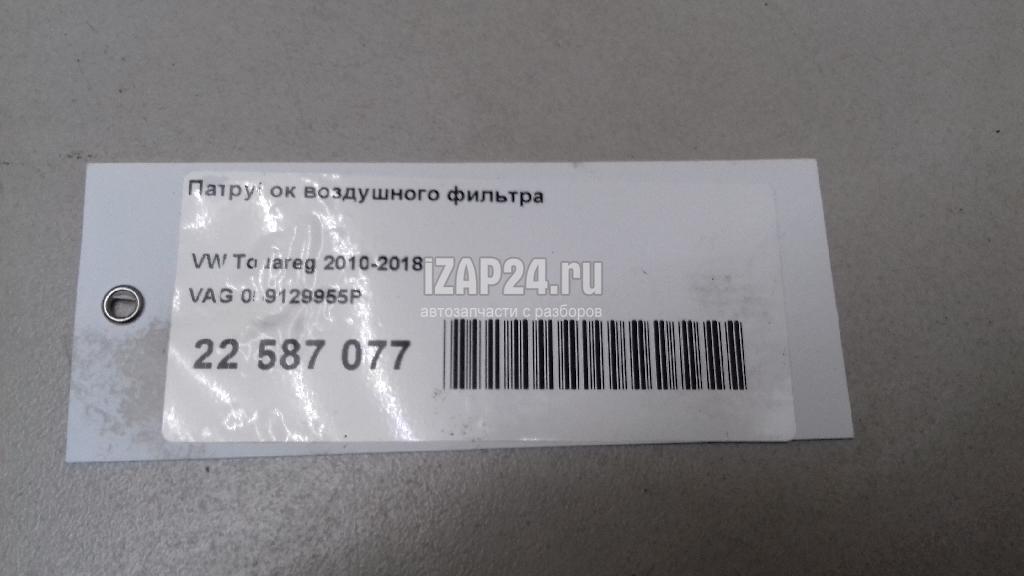 Патрубок воздушного фильтра
VW Touareg 2010-2018
VAG
22 587 077
iZAP24.ru
автозапчасти с разборов